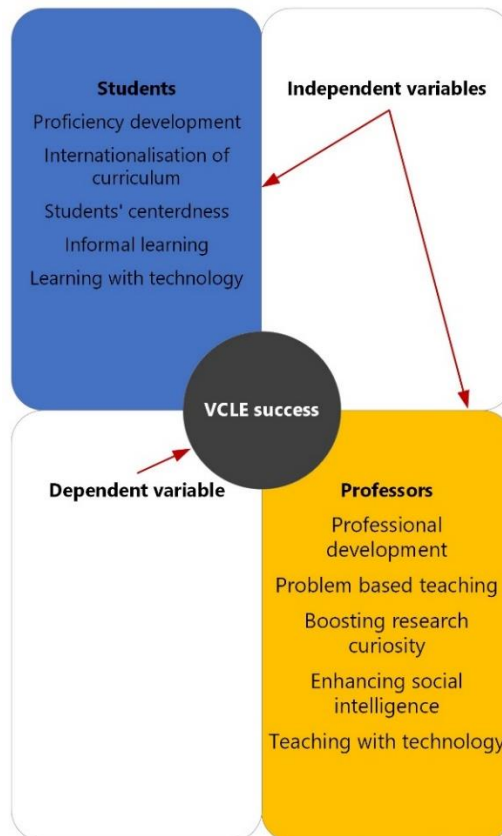 Students
Proficiency development
Internationalisation of
curriculum
Students' centerdness
Informal learning
Learning with technology
Independent variables
VCLE success
Dependent variable
Professors
Professional
development
Problem based teaching
Boosting research
curiosity
Enhancing social
intelligence
Teaching with technology